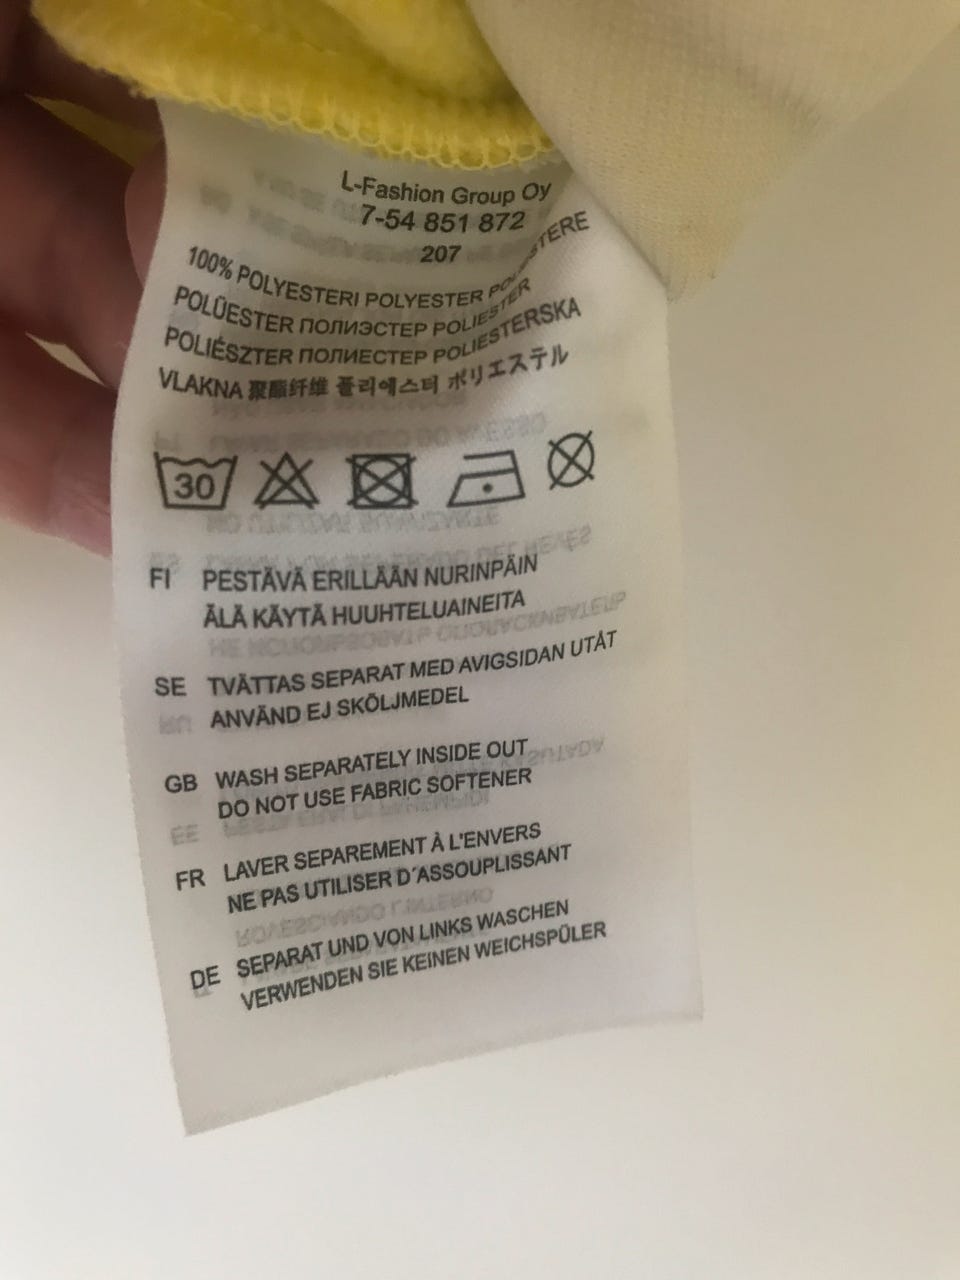 L-Fashion Group Oy
7-54 851 872
207
100% POLYESTERI POLYESTER POLIESTERE
POLÜESTER ПОЛИЭСТЕР POLIESTER
POLIÉSZTER ПОЛИЕСТЕР POLIESTERSKA
VLAKNA 聚酯纤维 폴리에스터 ポリエステル
30
FI PESTÄVÄ ERILLÄÄN NURINPÄIN
ÄLÄ KÄYTÄ HUUHTELUAINEITA
SE TVÄTTAS SEPARAT MED AVIGSIDAN UTÅT
ANVÄND EJ SKÖLJMEDEL
GB WASH SEPARATELY INSIDE OUT
DO NOT USE FABRIC SOFTENER
FR LAVER SEPAREMENT À L'ENVERS
NE PAS UTILISER D´ASSOUPLISSANT
DE SEPARAT UND VON LINKS WASCHEN
VERWENDEN SIE KEINEN WEICHSPÜLER